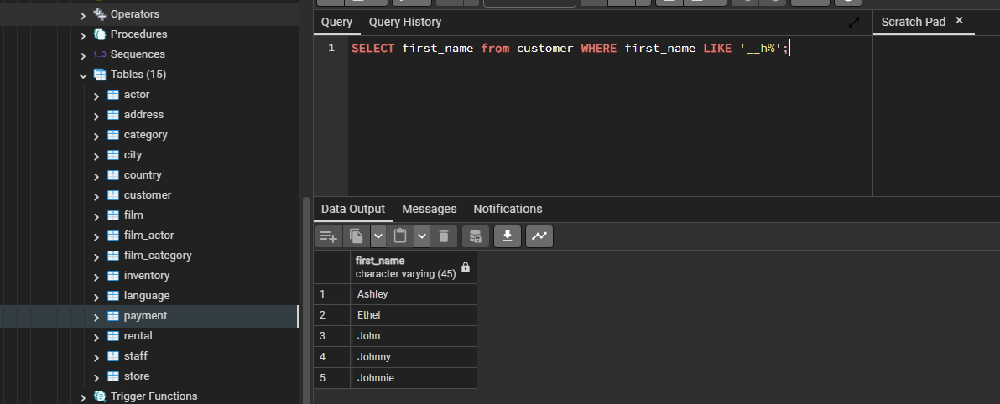 Operators
Procedures
1..3 Sequences
Tables (15)
actor
address
category
city
country
customer
film
film_actor
film_category
inventory
language
payment
rental
staff
store
Trigger Functions
Query Query History
Scratch Pad
1 SELECT first_name from customer WHERE first_name LIKE '__h%';
Data Output Messages Notifications
first_name
character varying (45)
1 Ashley
2 Ethel
3 John
4 Johnny
5 Johnnie